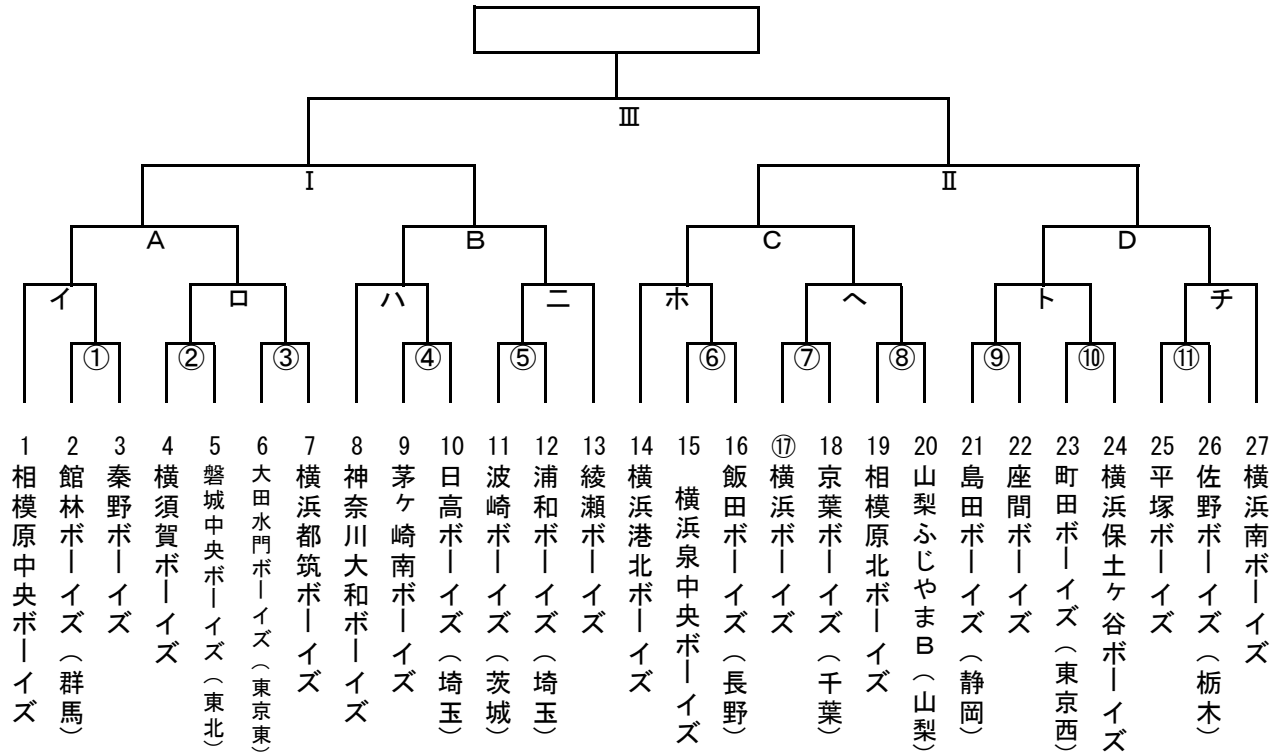 Ⅲ
Ⅰ
Ⅱ
A
B
C
D
イ
ロ
ハ
ニ
ホ
ヘ
ト
チ
①
②
③
④
⑤
⑥
⑦
⑧
⑨
⑩
⑪
1 相模原中央ボーイズ
2 館林ボーイズ（群馬）
3 秦野ボーイズ
4 横須賀ボーイズ
5 磐城中央ボーイズ（東北）
6 大田水門ボーイズ（東京東）
7 横浜都筑ボーイズ
8 神奈川大和ボーイズ
9 茅ヶ崎南ボーイズ
10 日高ボーイズ（埼玉）
11 波崎ボーイズ（茨城）
12 浦和ボーイズ（埼玉）
13 綾瀬ボーイズ
14 横浜港北ボーイズ
15 横浜泉中央ボーイズ
16 飯田ボーイズ（長野）
⑰ 横浜ボーイズ
18 京葉ボーイズ（千葉）
19 相模原北ボーイズ
20 山梨ふじやまB（山梨）
21 島田ボーイズ（静岡）
22 座間ボーイズ
23 町田ボーイズ（東京西）
24 横浜保土ヶ谷ボーイズ
25 平塚ボーイズ
26 佐野ボーイズ（栃木）
27 横浜南ボーイズ